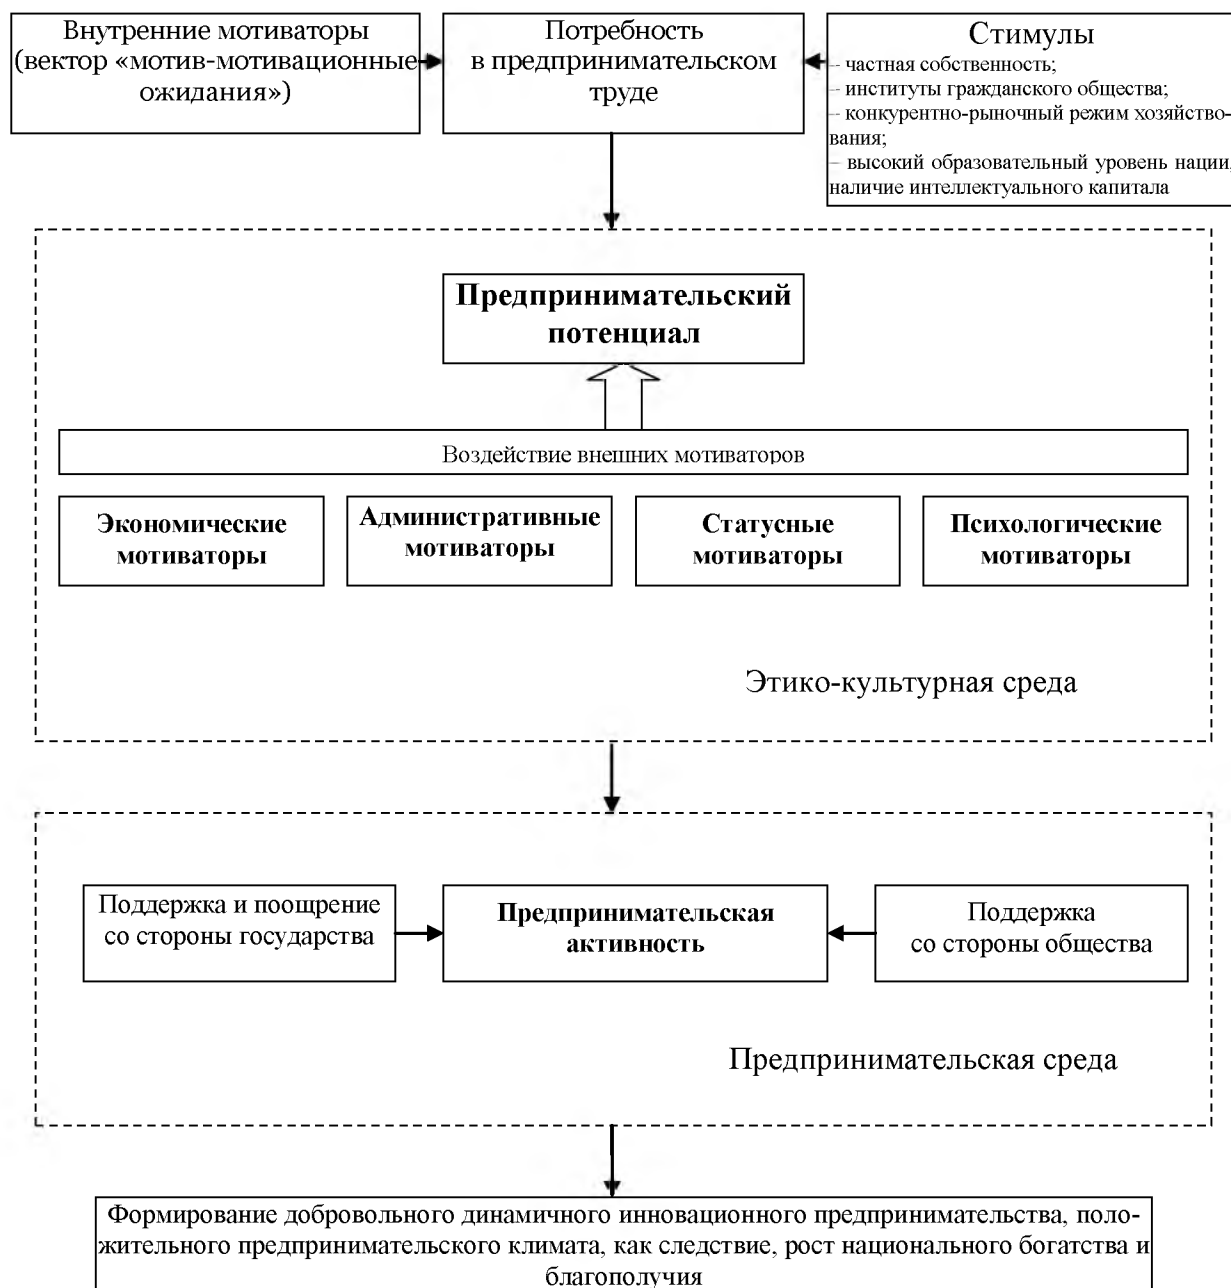 Внутренние мотиваторы
(вектор «мотив-мотивационные
ожидания»)
Потребность
в предпринимательском
труде
Стимулы
– частная собственность;
– институты гражданского общества;
– конкурентно-рыночный режим хозяйство-
вания;
– высокий образовательный уровень нации,
наличие интеллектуального капитала
Предпринимательский
потенциал
Воздействие внешних мотиваторов
Экономические
мотиваторы
Административные
мотиваторы
Статусные
мотиваторы
Психологические
мотиваторы
Этико-культурная среда
Поддержка и поощрение
со стороны государства
Предпринимательская
активность
Поддержка
со стороны общества
Предпринимательская среда
Формирование добровольного динамичного инновационного предпринимательства, поло-
жительного предпринимательского климата, как следствие, рост национального богатства и
благополучия